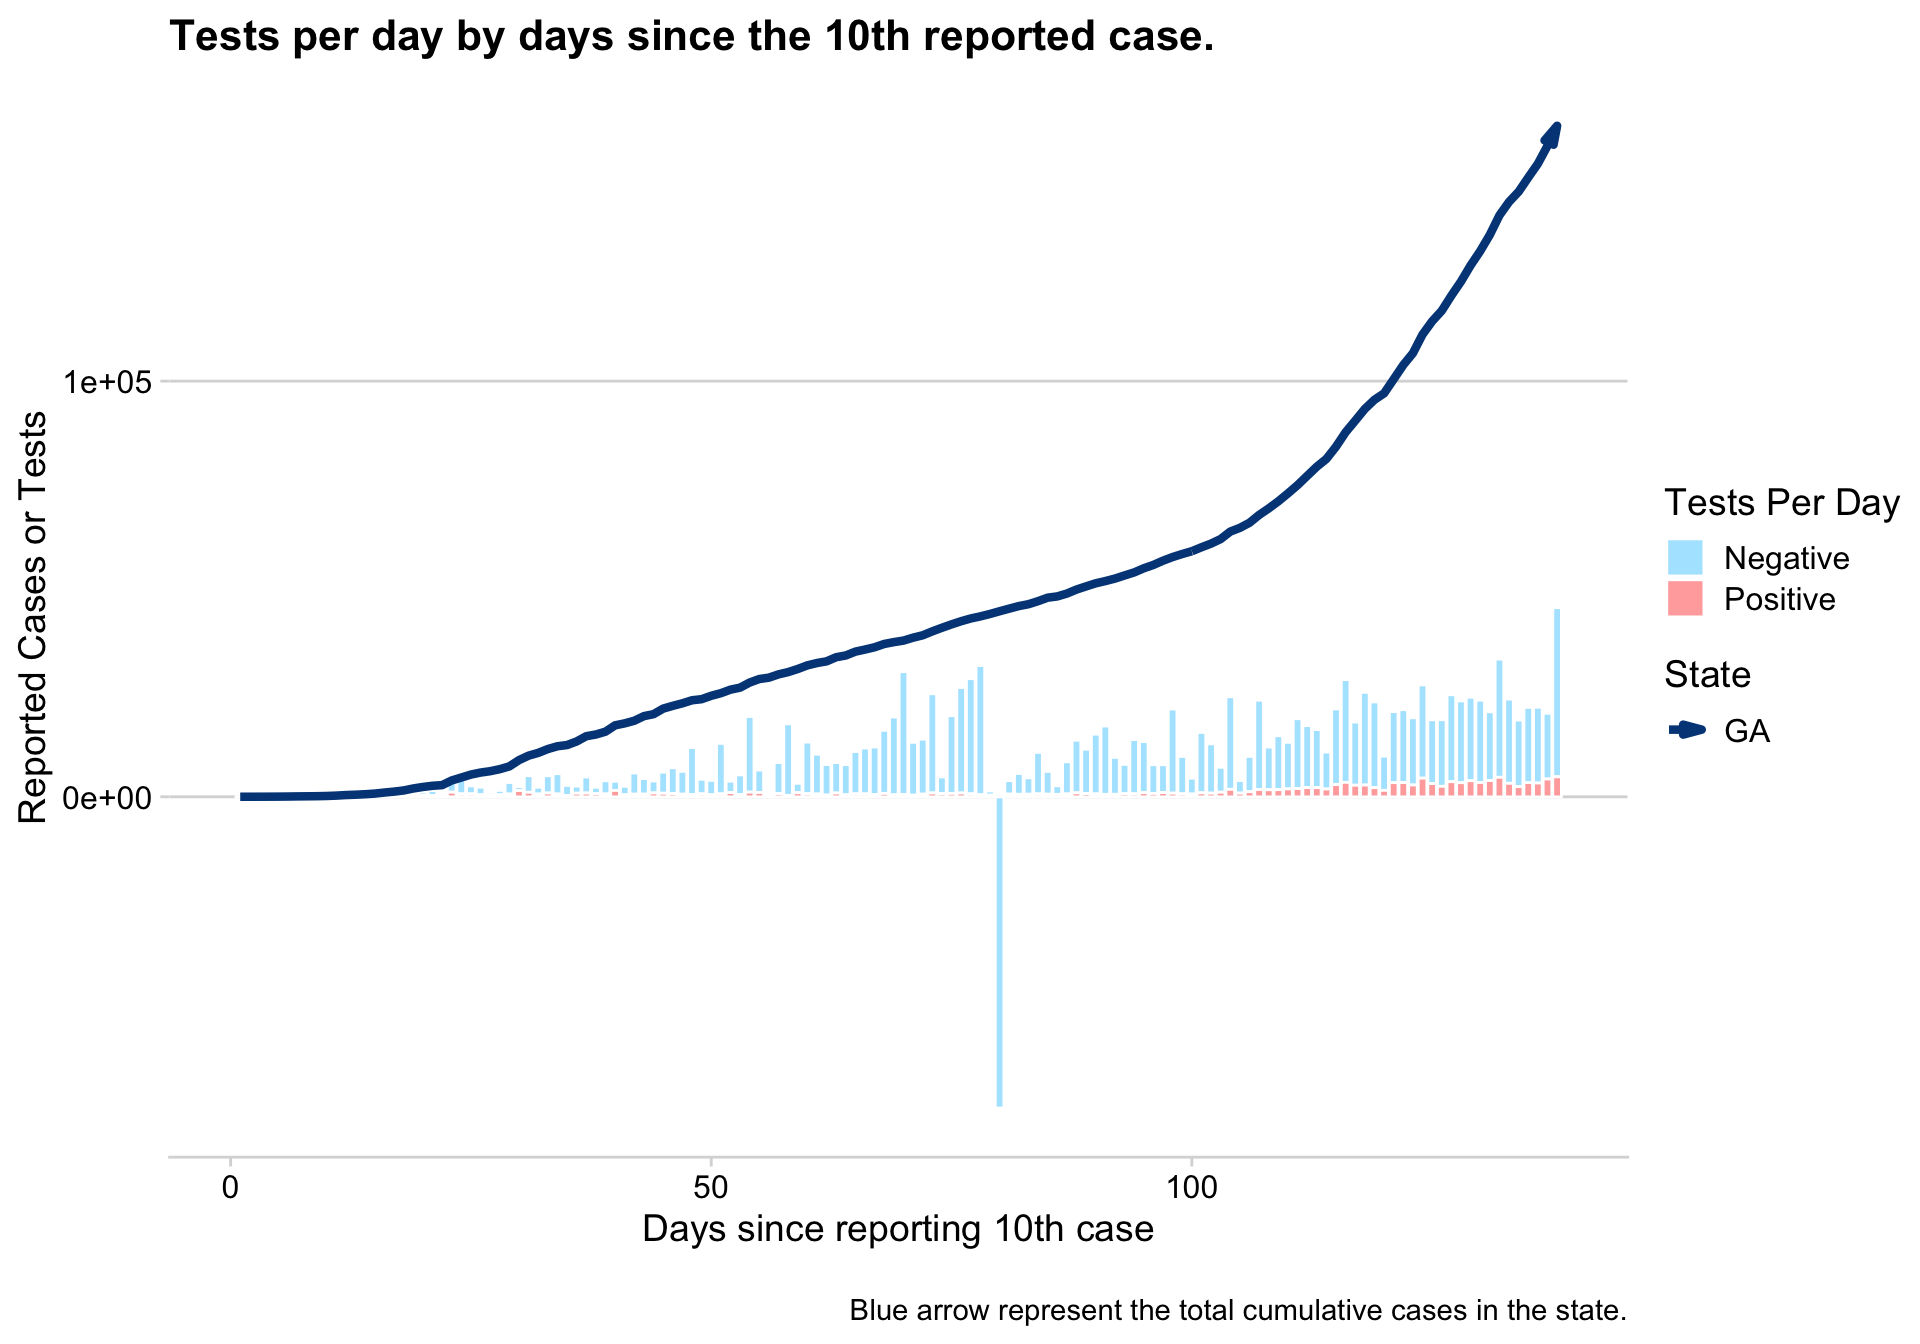 Tests per day by days since the 10th reported case.
Reported Cases or Tests
1e+05
0e+00
0
50
100
Days since reporting 10th case
Tests Per Day
Negative
Positive
State
GA
Blue arrow represent the total cumulative cases in the state.